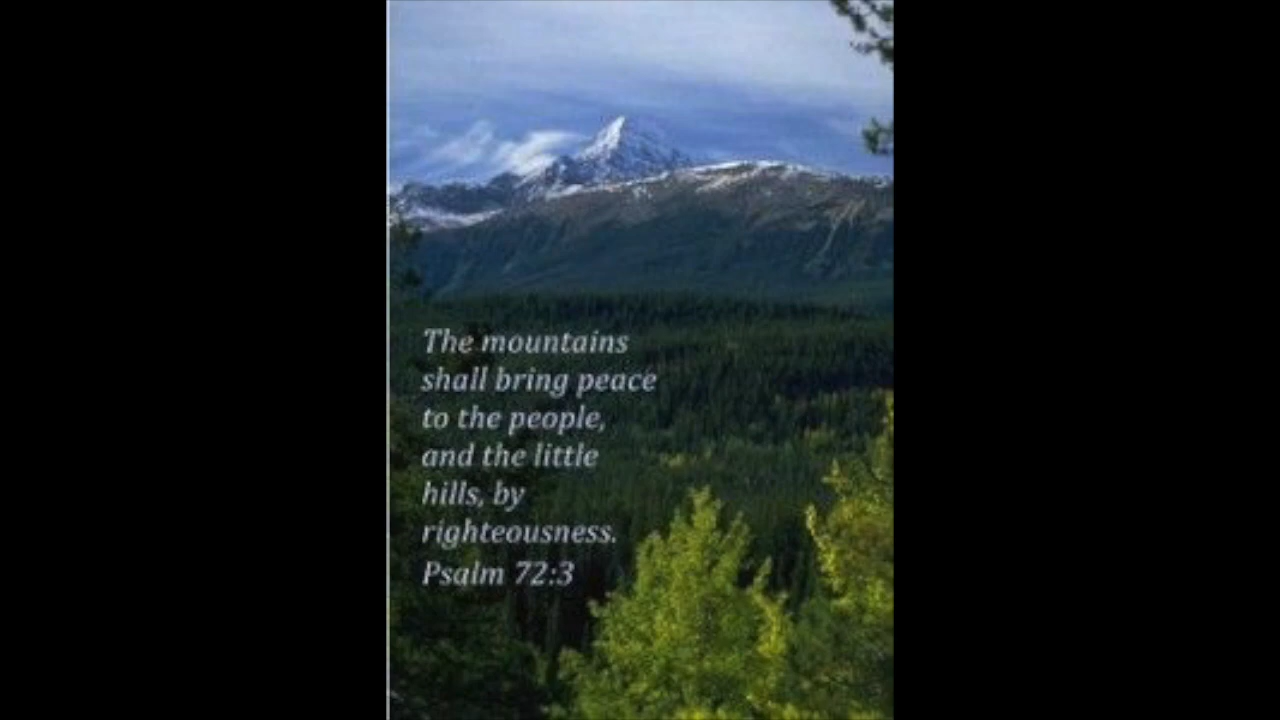 The mountains
shall bring peace
to the people,
and the little
hills, by
righteousness.
Psalm 72:3